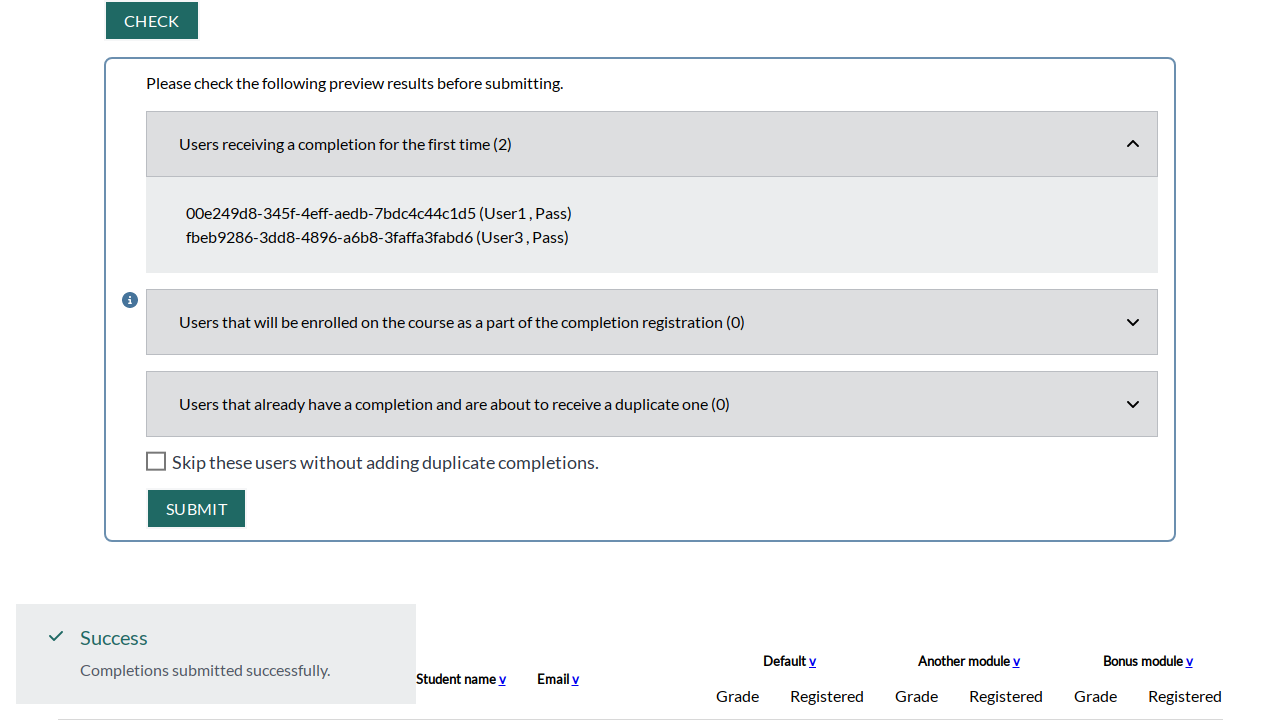 CHECK
Please check the following preview results before submitting.
Users receiving a completion for the first time (2)
00e249d8-345f-4eff-aedb-7bdc4c44c1d5 (User1 , Pass)
fbeb9286-3dd8-4896-a6b8-3faffa3fabd6 (User3 , Pass)
Users that will be enrolled on the course as a part of the completion registration (0)
Users that already have a completion and are about to receive a duplicate one (0)
Skip these users without adding duplicate completions.
SUBMIT
Success
Completions submitted successfully.
Student name v Email v
Default v Another module v Bonus module v
Grade Registered Grade Registered Grade Registered